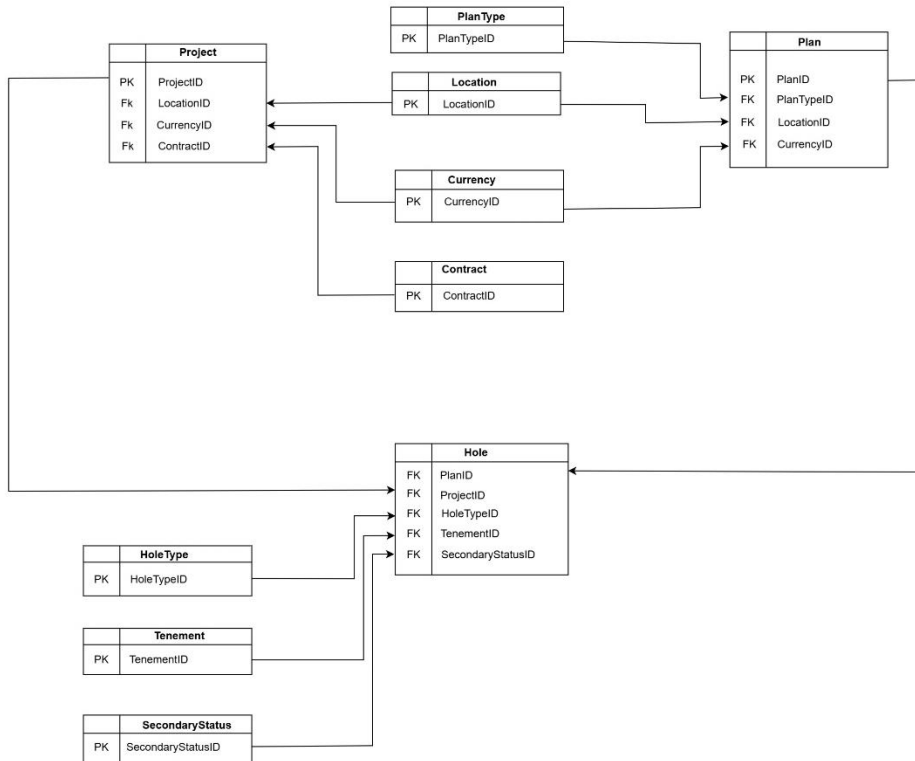 Project
PK ProjectID
Fk LocationID
Fk CurrencyID
Fk ContractID
PlanType
PK PlanTypeID
Location
PK LocationID
Currency
PK CurrencyID
Contract
PK ContractID
Plan
PK PlanID
FK PlanTypeID
FK LocationID
FK CurrencyID
Hole
FK PlanID
FK ProjectID
FK HoleTypeID
FK TenementID
FK SecondaryStatusID
HoleType
PK HoleTypeID
Tenement
PK TenementID
SecondaryStatus
PK SecondaryStatusID